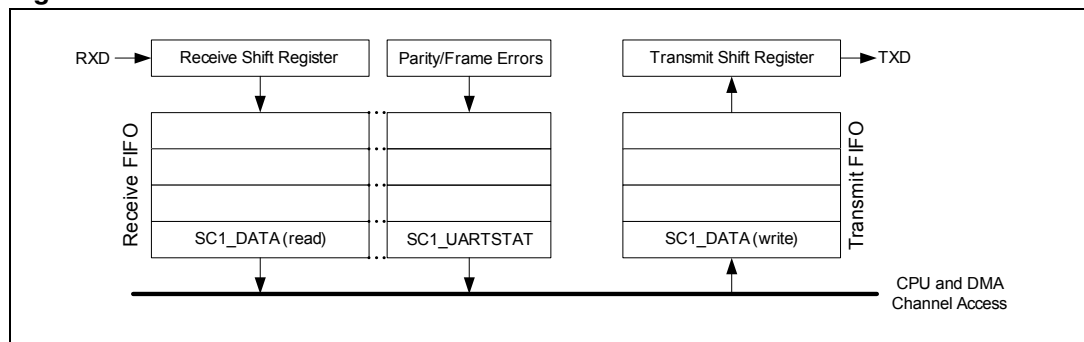 RXD
Receive Shift Register
Parity/Frame Errors
Transmit Shift Register
TXD
Receive FIFO
Transmit FIFO
SC1_DATA (read)
SC1_UARTSTAT
SC1_DATA (write)
CPU and DMA
Channel Access